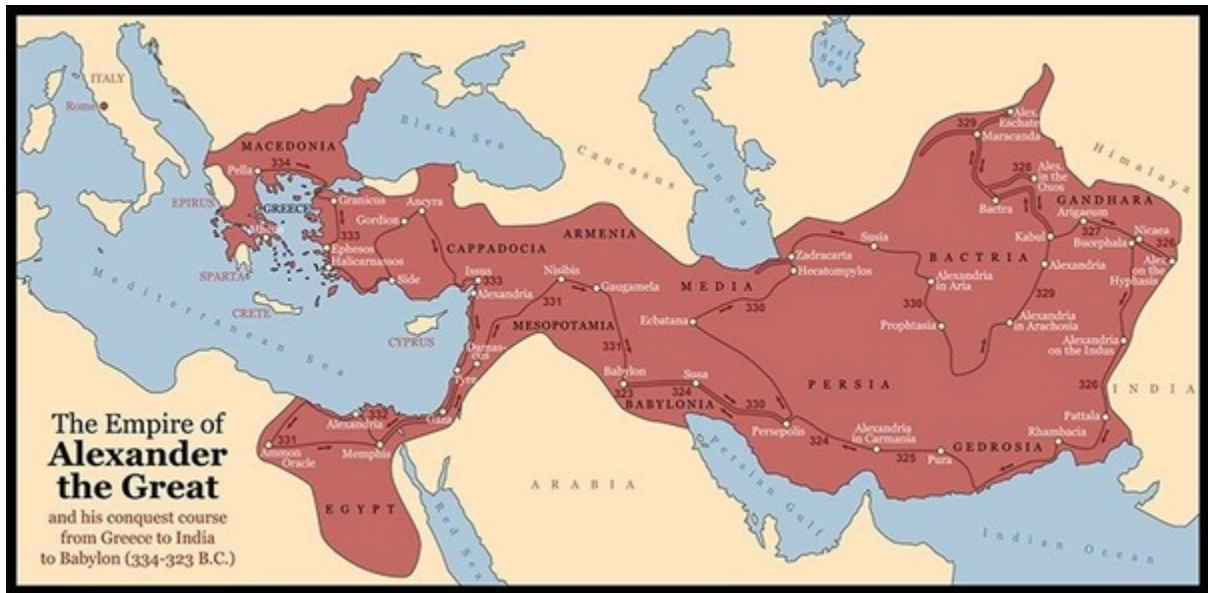 ITALY
Rome
Black Sea
Caucasus
Caspian Sea
Aral
Sea
Himalaya
MACEDONIA
Pella
334
EPIRUS
GREECE
Athens
SPARTA
CRETE
Mediterranean Sea
Granicus
333
Ephesos
Halicarnassos
Gordion
Ancyra
Side
CAPPADOCIA
ARMENIA
Issus
333
Alexandria
CYPRUS
Damas-
cus
Tyre
Gaza
Nisibis
331
Gaugamela
MESOPOTAMIA
331
MEDIA
Ecbatana
330
Zadracarta
Hecatompylos
Susia
BACTRIA
Alexandria
in Aria
330
Prophtasia
329
Alex.
Eschate
Maracanda
328
Alex.
in the
Oxos
Bactra
GANDHARA
Arigaeum
327
Kabul
Bucephala
Nicaea
326
Alex.
on the
Hyphasis
Alexandria
329
Alexandria
in Arachosia
Alexandria
on the Indus
326
INDIA
Pattala
Rhambacia
PERSIA
Babylon
323
Susa
324
BABYLONIA
330
Persepolis
324
Alexandria
in Carmania
325
Pura
GEDROSIA
Persian Gulf
Indian Ocean
ARABIA
Red Sea
Alexandria
332
331
Ammon
Oracle
Memphis
EGYPT
The Empire of
Alexander
the Great
and his conquest course
from Greece to India
to Babylon (334-323 B.C.)